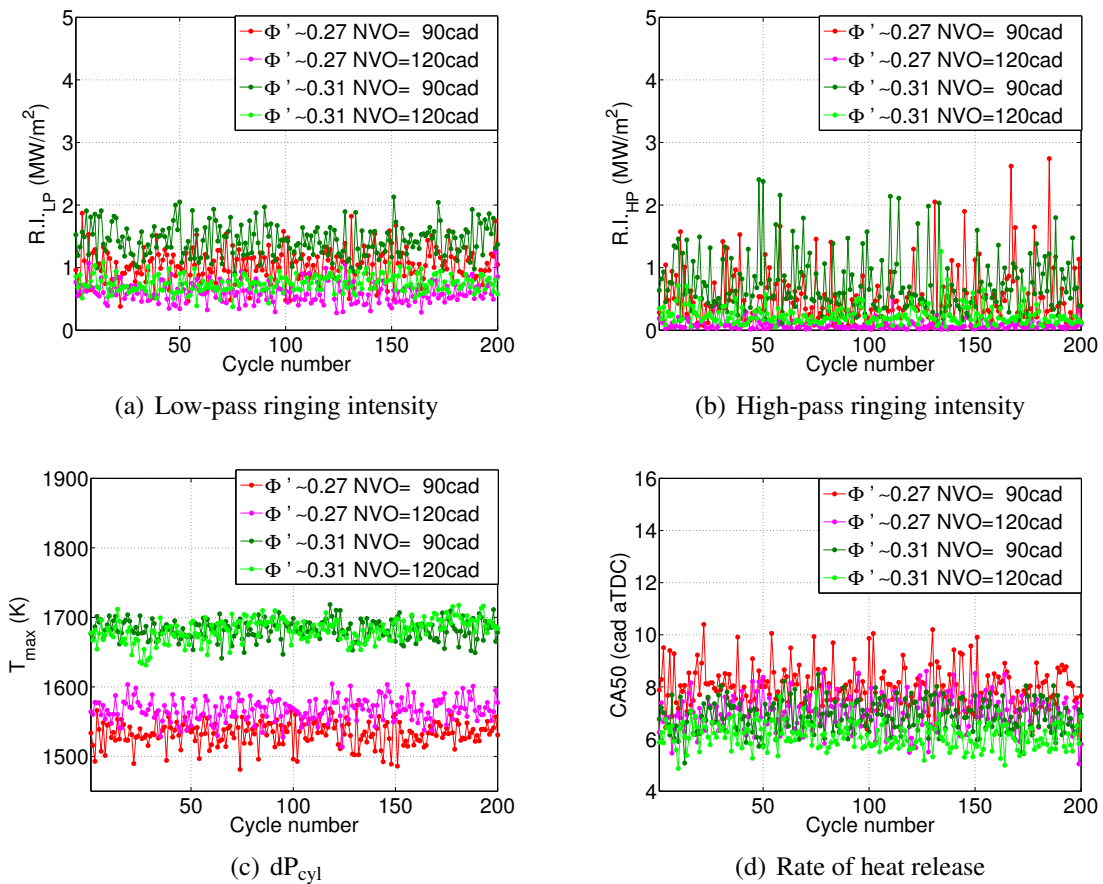 5
4
3
2
1
0
R.I.._LP (MW/m²)
Φ '~0.27 NVO= 90cad
Φ '~0.27 NVO=120cad
Φ '~0.31 NVO= 90cad
Φ '~0.31 NVO=120cad
50 100 150 200
Cycle number
(a) Low-pass ringing intensity
5
4
3
2
1
0
R.I.._HP (MW/m²)
Φ '~0.27 NVO= 90cad
Φ '~0.27 NVO=120cad
Φ '~0.31 NVO= 90cad
Φ '~0.31 NVO=120cad
50 100 150 200
Cycle number
(b) High-pass ringing intensity
1900
1800
1700
1600
1500
T_max (K)
Φ '~0.27 NVO= 90cad
Φ '~0.27 NVO=120cad
Φ '~0.31 NVO= 90cad
Φ '~0.31 NVO=120cad
50 100 150 200
Cycle number
(c) dP_cyl
16
14
12
10
8
6
4
CA50 (cad aTDC)
Φ '~0.27 NVO= 90cad
Φ '~0.27 NVO=120cad
Φ '~0.31 NVO= 90cad
Φ '~0.31 NVO=120cad
50 100 150 200
Cycle number
(d) Rate of heat release